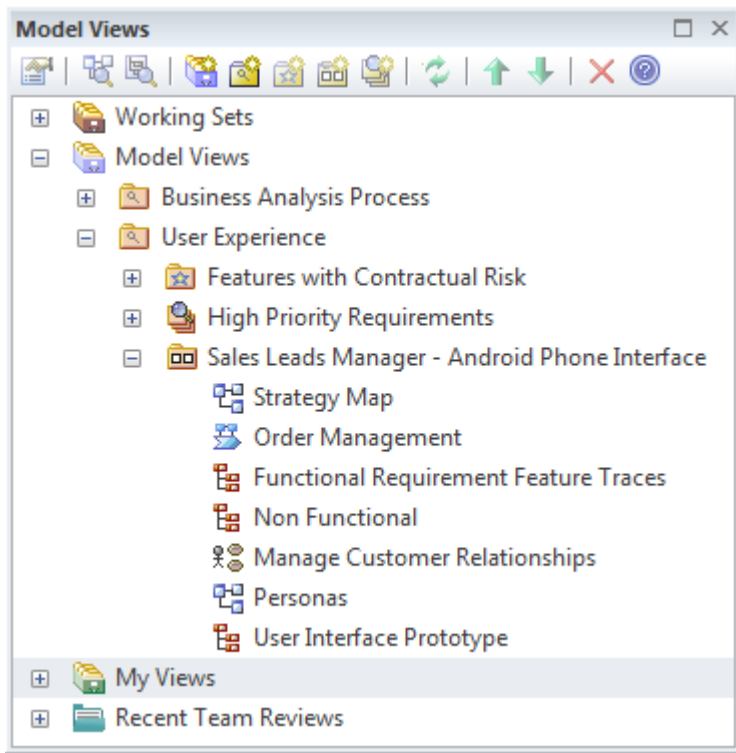 Model Views
Working Sets
Model Views
Business Analysis Process
User Experience
Features with Contractual Risk
High Priority Requirements
Sales Leads Manager - Android Phone Interface
Strategy Map
Order Management
Functional Requirement Feature Traces
Non Functional
Manage Customer Relationships
Personas
User Interface Prototype
My Views
Recent Team Reviews